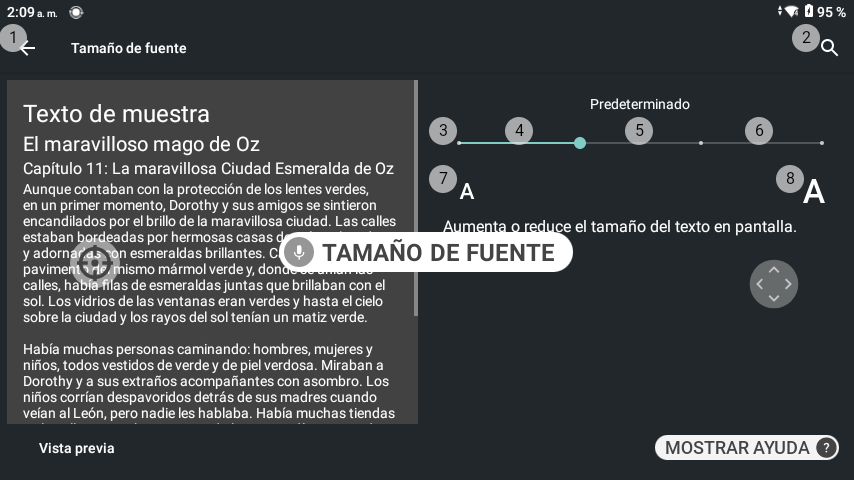 2:09 a. m.
95 %
1
Tamaño de fuente
2
Texto de muestra
El maravilloso mago de Oz
Capítulo 11: La maravillosa Ciudad Esmeralda de Oz
Aunque contaban con la protección de los lentes verdes,
en un primer momento, Dorothy y sus amigos se sintieron
encandilados por el brillo de la maravillosa ciudad. Las calles
estaban bordeadas por hermosas casas
y adornadas con esmeraldas brillantes.
pavimento de mismo mármol verde y, donde se unían las
calles, había filas de esmeraldas juntas que brillaban con el
sol. Los vidrios de las ventanas eran verdes y hasta el cielo
sobre la ciudad y los rayos del sol tenían un matiz verde.
Había muchas personas caminando: hombres, mujeres y
niños, todos vestidos de verde y de piel verdosa. Miraban a
Dorothy y a sus extraños acompañantes con asombro. Los
niños corrían despavoridos detrás de sus madres cuando
veían al León, pero nadie les hablaba. Había muchas tiendas
Vista previa
Predeterminado
3
4
5
6
7
A
8
A
Aumenta o reduce el tamaño del texto en pantalla.
TAMAÑO DE FUENTE
MOSTRAR AYUDA ?